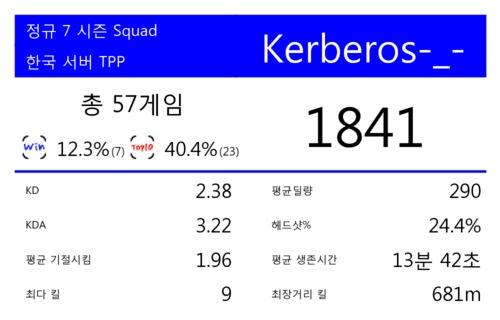 정규 7 시즌 Squad
한국 서버 TPP
Kerberos-_-
총 57게임
Win 12.3%(7) Top10 40.4%(23)
1841
KD 2.38
평균딜량 290
KDA 3.22
헤드샷% 24.4%
평균 기절시킴 1.96
평균 생존시간 13분 42초
최다 킬 9
최장거리 킬 681m